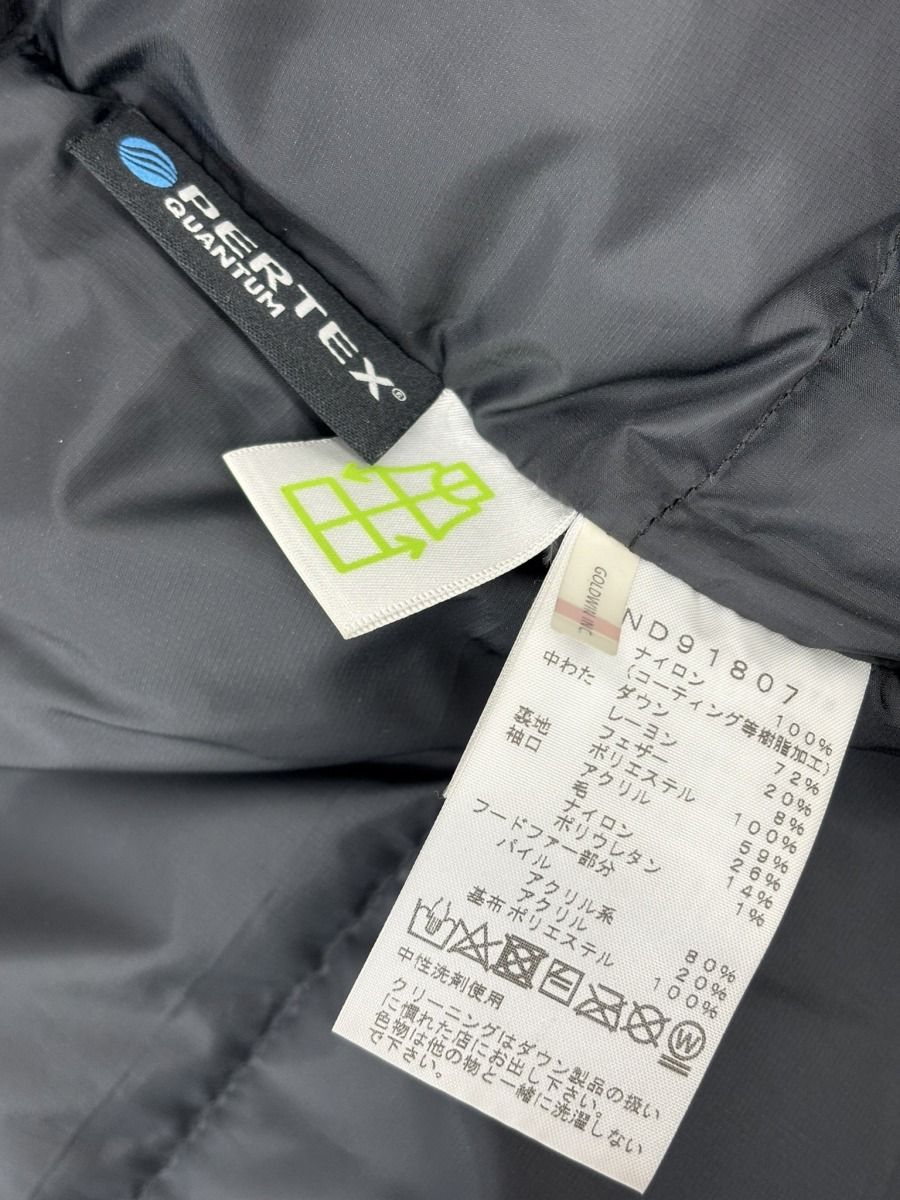 PERTEX®
QUANTUM
GOLDWIN INC.
ND91807
ナイロン 100%
(コーティング等樹脂加工)
中わた ダウン 72%
レーヨン 20%
フェザー 8%
裏地 ポリエステル 100%
袖口 アクリル 59%
毛 26%
ナイロン 14%
ポリウレタン 1%
フードファー部分
パイル
アクリル系 80%
アクリル 20%
基布 ポリエステル 100%
W
中性洗剤使用
クリーニングはダウン製品の扱い
に慣れた店にお出し下さい。
色物は他の物と一緒に洗濯しない
で下さい。